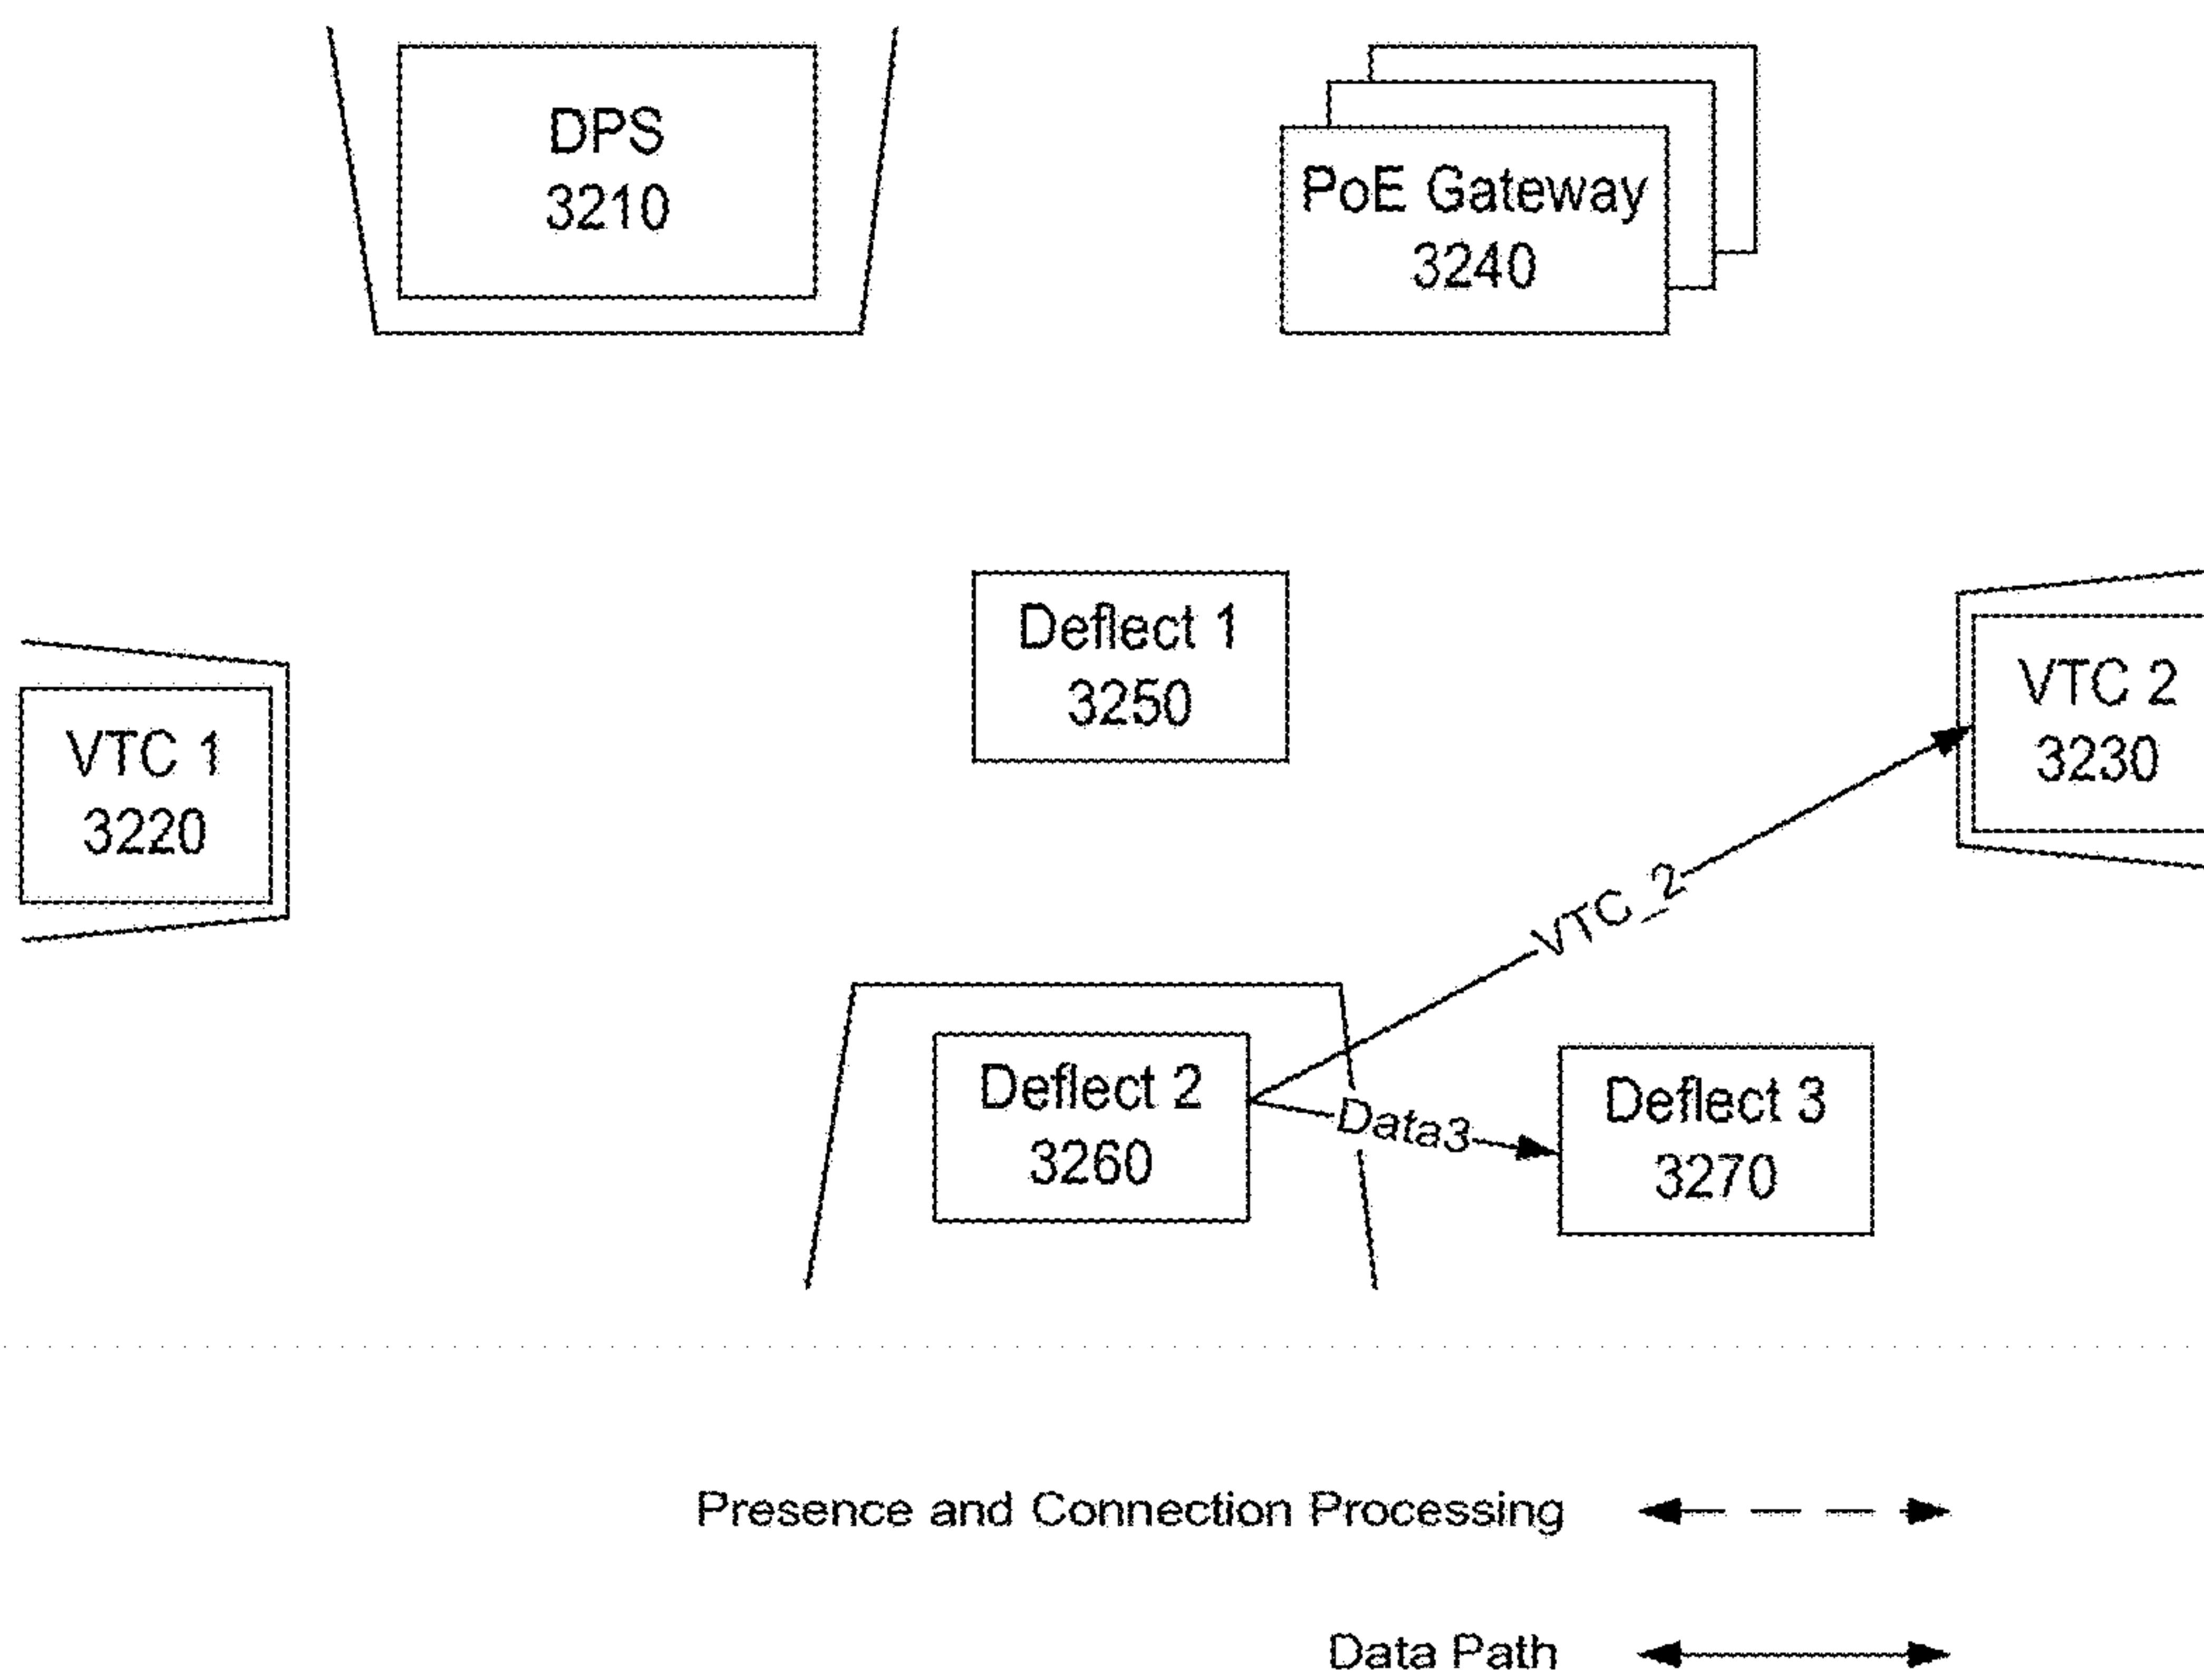 DPS
3210
PoE Gateway
3240
Deflect 1
3250
VTC 1
3220
VTC 2
3230
VTC_2
Deflect 2
3260
Data3
Deflect 3
3270
Presence and Connection Processing
Data Path